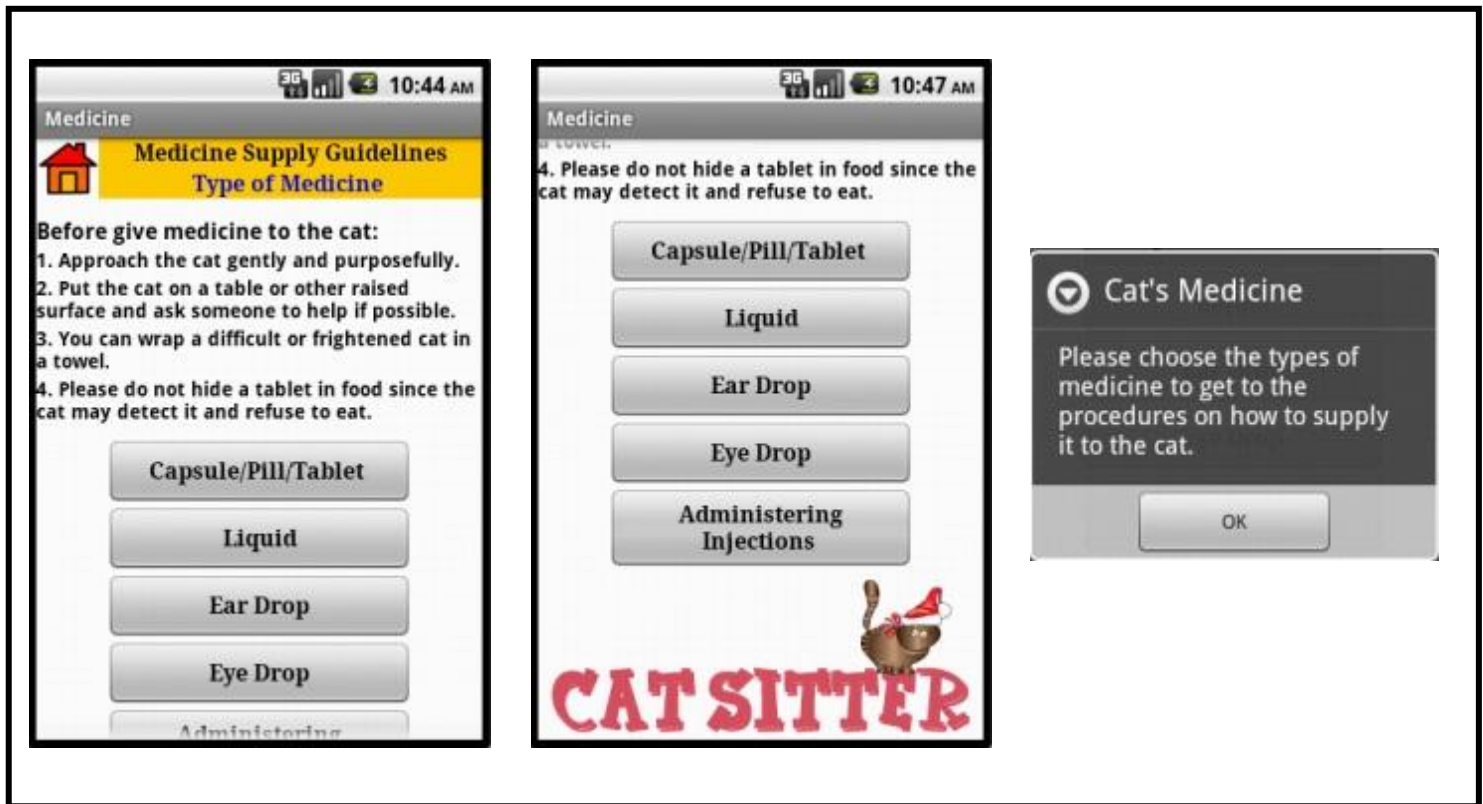 10:44 AM
Medicine
Medicine Supply Guidelines
Type of Medicine
Before give medicine to the cat:
1. Approach the cat gently and purposefully.
2. Put the cat on a table or other raised
surface and ask someone to help if possible.
3. You can wrap a difficult or frightened cat in
a towel.
4. Please do not hide a tablet in food since the
cat may detect it and refuse to eat.
Capsule/Pill/Tablet
Liquid
Ear Drop
Eye Drop
Administering
3G
10:47 AM
Medicine
a towel.
4. Please do not hide a tablet in food since the
cat may detect it and refuse to eat.
Capsule/Pill/Tablet
Liquid
Ear Drop
Eye Drop
Administering
Injections
CAT SITTER
Cat's Medicine
Please choose the types of
medicine to get to the
procedures on how to supply
it to the cat.
OK